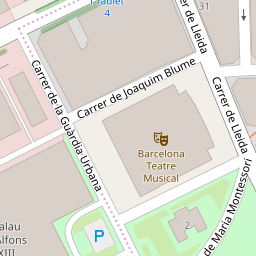 4
31
Carrer de Lleida
Carrer de Joaquim Blume
Carrer de la Guàrdia Urbana
Carrer de Lleida
Barcelona
Teatre
Musical
de Maria Montessori
2
P
alau
Alfons
XIII